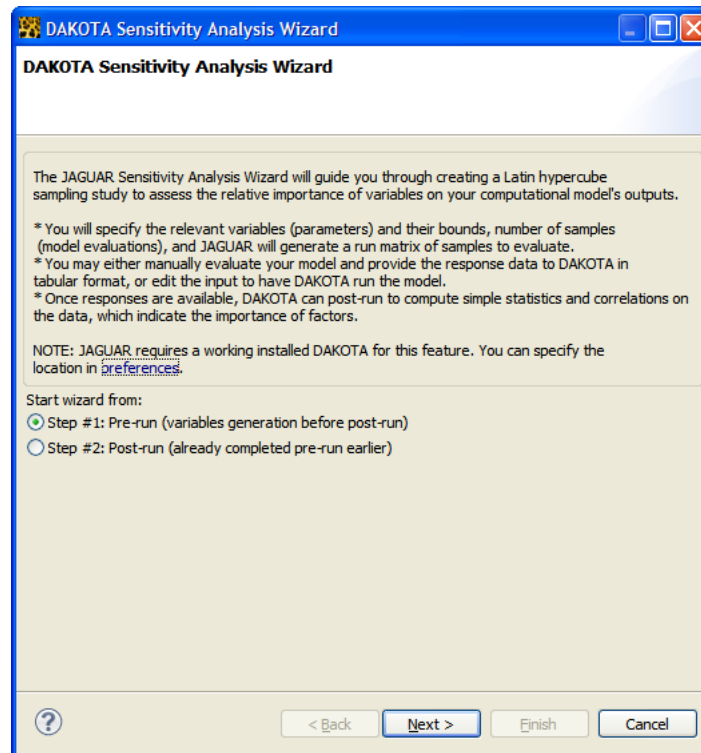 DAKOTA Sensitivity Analysis Wizard
DAKOTA Sensitivity Analysis Wizard
The JAGUAR Sensitivity Analysis Wizard will guide you through creating a Latin hypercube
sampling study to assess the relative importance of variables on your computational model's outputs.
* You will specify the relevant variables (parameters) and their bounds, number of samples
(model evaluations), and JAGUAR will generate a run matrix of samples to evaluate.
* You may either manually evaluate your model and provide the response data to DAKOTA in
tabular format, or edit the input to have DAKOTA run the model.
* Once responses are available, DAKOTA can post-run to compute simple statistics and correlations on
the data, which indicate the importance of factors.
NOTE: JAGUAR requires a working installed DAKOTA for this feature. You can specify the
location in preferences.
Start wizard from:
Step #1: Pre-run (variables generation before post-run)
Step #2: Post-run (already completed pre-run earlier)
? < Back Next > Finish Cancel